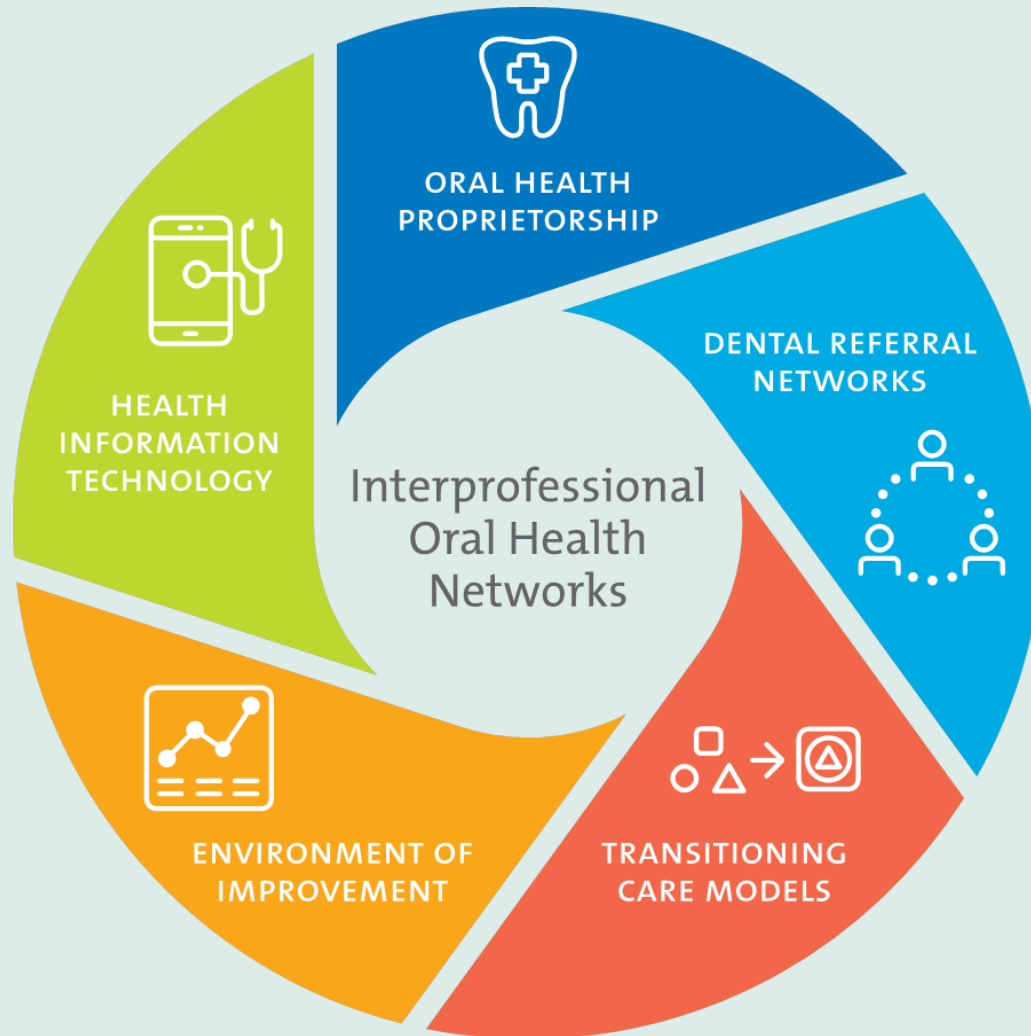 ORAL HEALTH
PROPRIETORSHIP
DENTAL REFERRAL
NETWORKS
TRANSITIONING
CARE MODELS
ENVIRONMENT OF
IMPROVEMENT
HEALTH
INFORMATION
TECHNOLOGY
Interprofessional
Oral Health
Networks